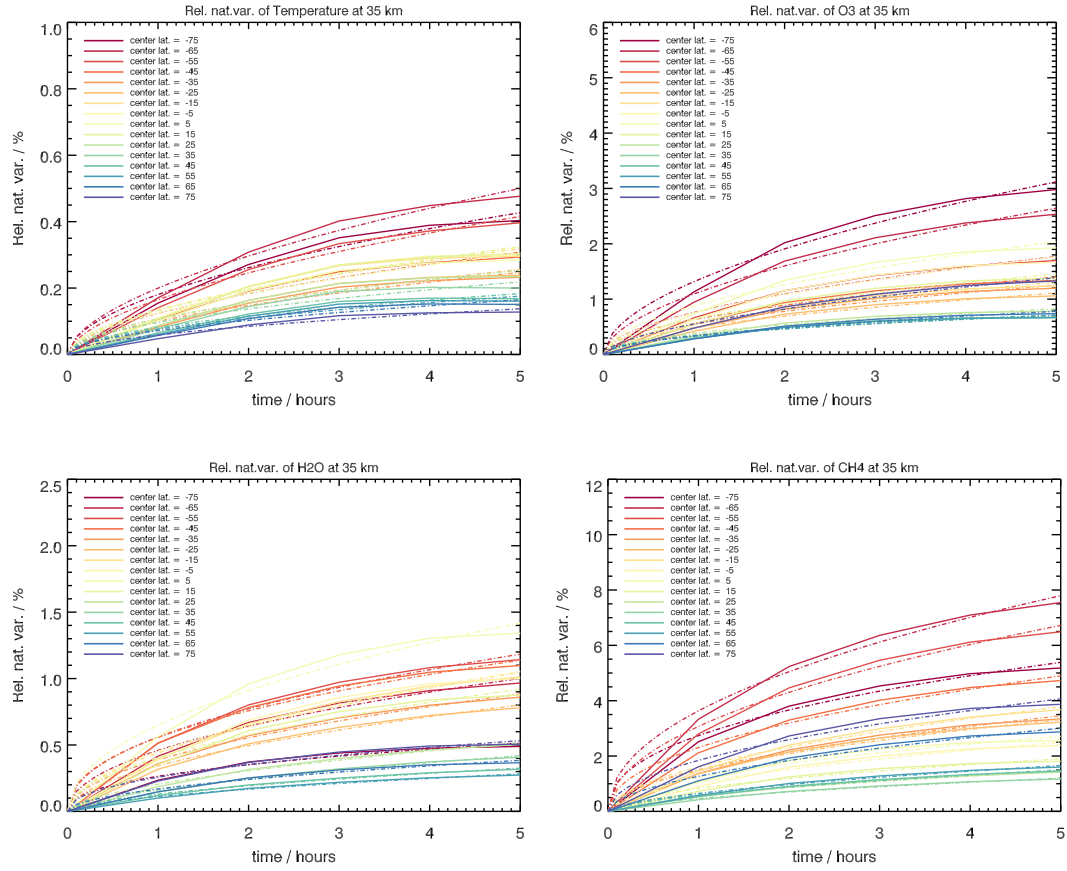 Rel. nat.var. of Temperature at 35 km
1.0
0.8
0.6
0.4
0.2
0.0
Rel. nat. var. / %
center lat. = -75
center lat. = -65
center lat. = -55
center lat. = -45
center lat. = -35
center lat. = -25
center lat. = -15
center lat. = -5
center lat. = 5
center lat. = 15
center lat. = 25
center lat. = 35
center lat. = 45
center lat. = 55
center lat. = 65
center lat. = 75
0 1 2 3 4 5
time / hours
Rel. nat.var. of O3 at 35 km
6
5
4
3
2
1
0
Rel. nat. var. / %
center lat. = -75
center lat. = -65
center lat. = -55
center lat. = -45
center lat. = -35
center lat. = -25
center lat. = -15
center lat. = -5
center lat. = 5
center lat. = 15
center lat. = 25
center lat. = 35
center lat. = 45
center lat. = 55
center lat. = 65
center lat. = 75
0 1 2 3 4 5
time / hours
Rel. nat.var. of H2O at 35 km
2.5
2.0
1.5
1.0
0.5
0.0
Rel. nat. var. / %
center lat. = -75
center lat. = -65
center lat. = -55
center lat. = -45
center lat. = -35
center lat. = -25
center lat. = -15
center lat. = -5
center lat. = 5
center lat. = 15
center lat. = 25
center lat. = 35
center lat. = 45
center lat. = 55
center lat. = 65
center lat. = 75
0 1 2 3 4 5
time / hours
Rel. nat.var. of CH4 at 35 km
12
10
8
6
4
2
0
Rel. nat. var. / %
center lat. = -75
center lat. = -65
center lat. = -55
center lat. = -45
center lat. = -35
center lat. = -25
center lat. = -15
center lat. = -5
center lat. = 5
center lat. = 15
center lat. = 25
center lat. = 35
center lat. = 45
center lat. = 55
center lat. = 65
center lat. = 75
0 1 2 3 4 5
time / hours